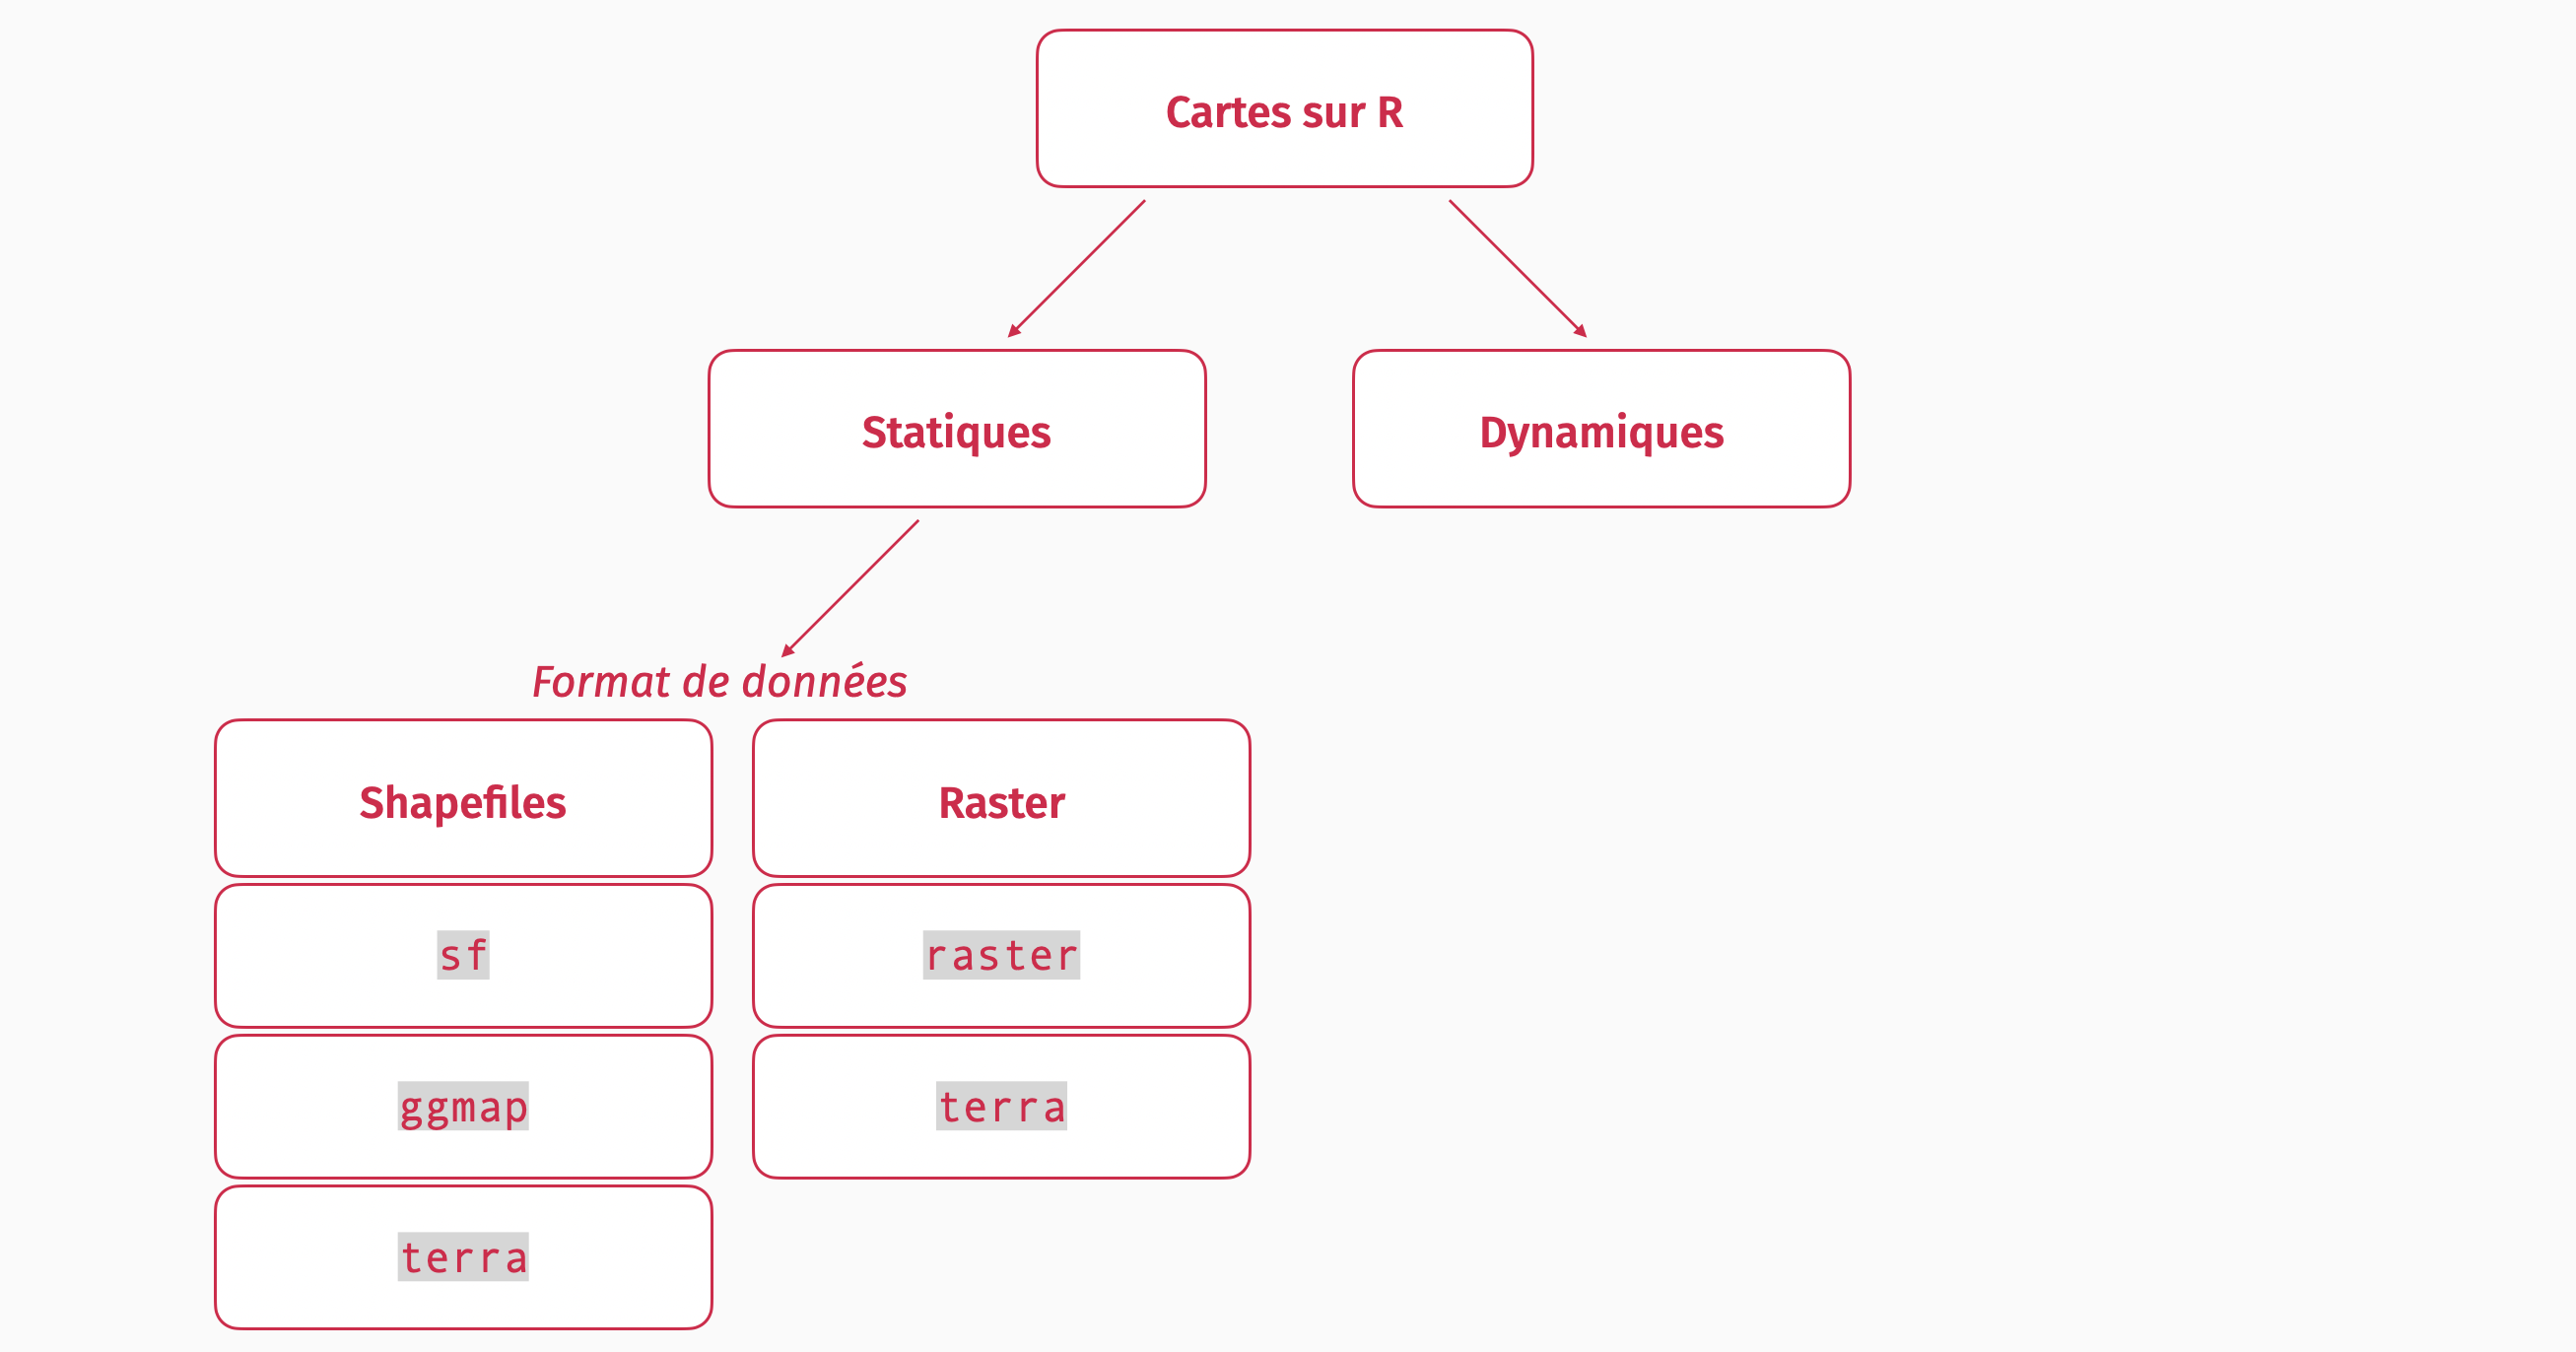 Cartes sur R
Statiques
Dynamiques
Format de données
Shapefiles
Raster
sf
raster
ggmap
terra
terra